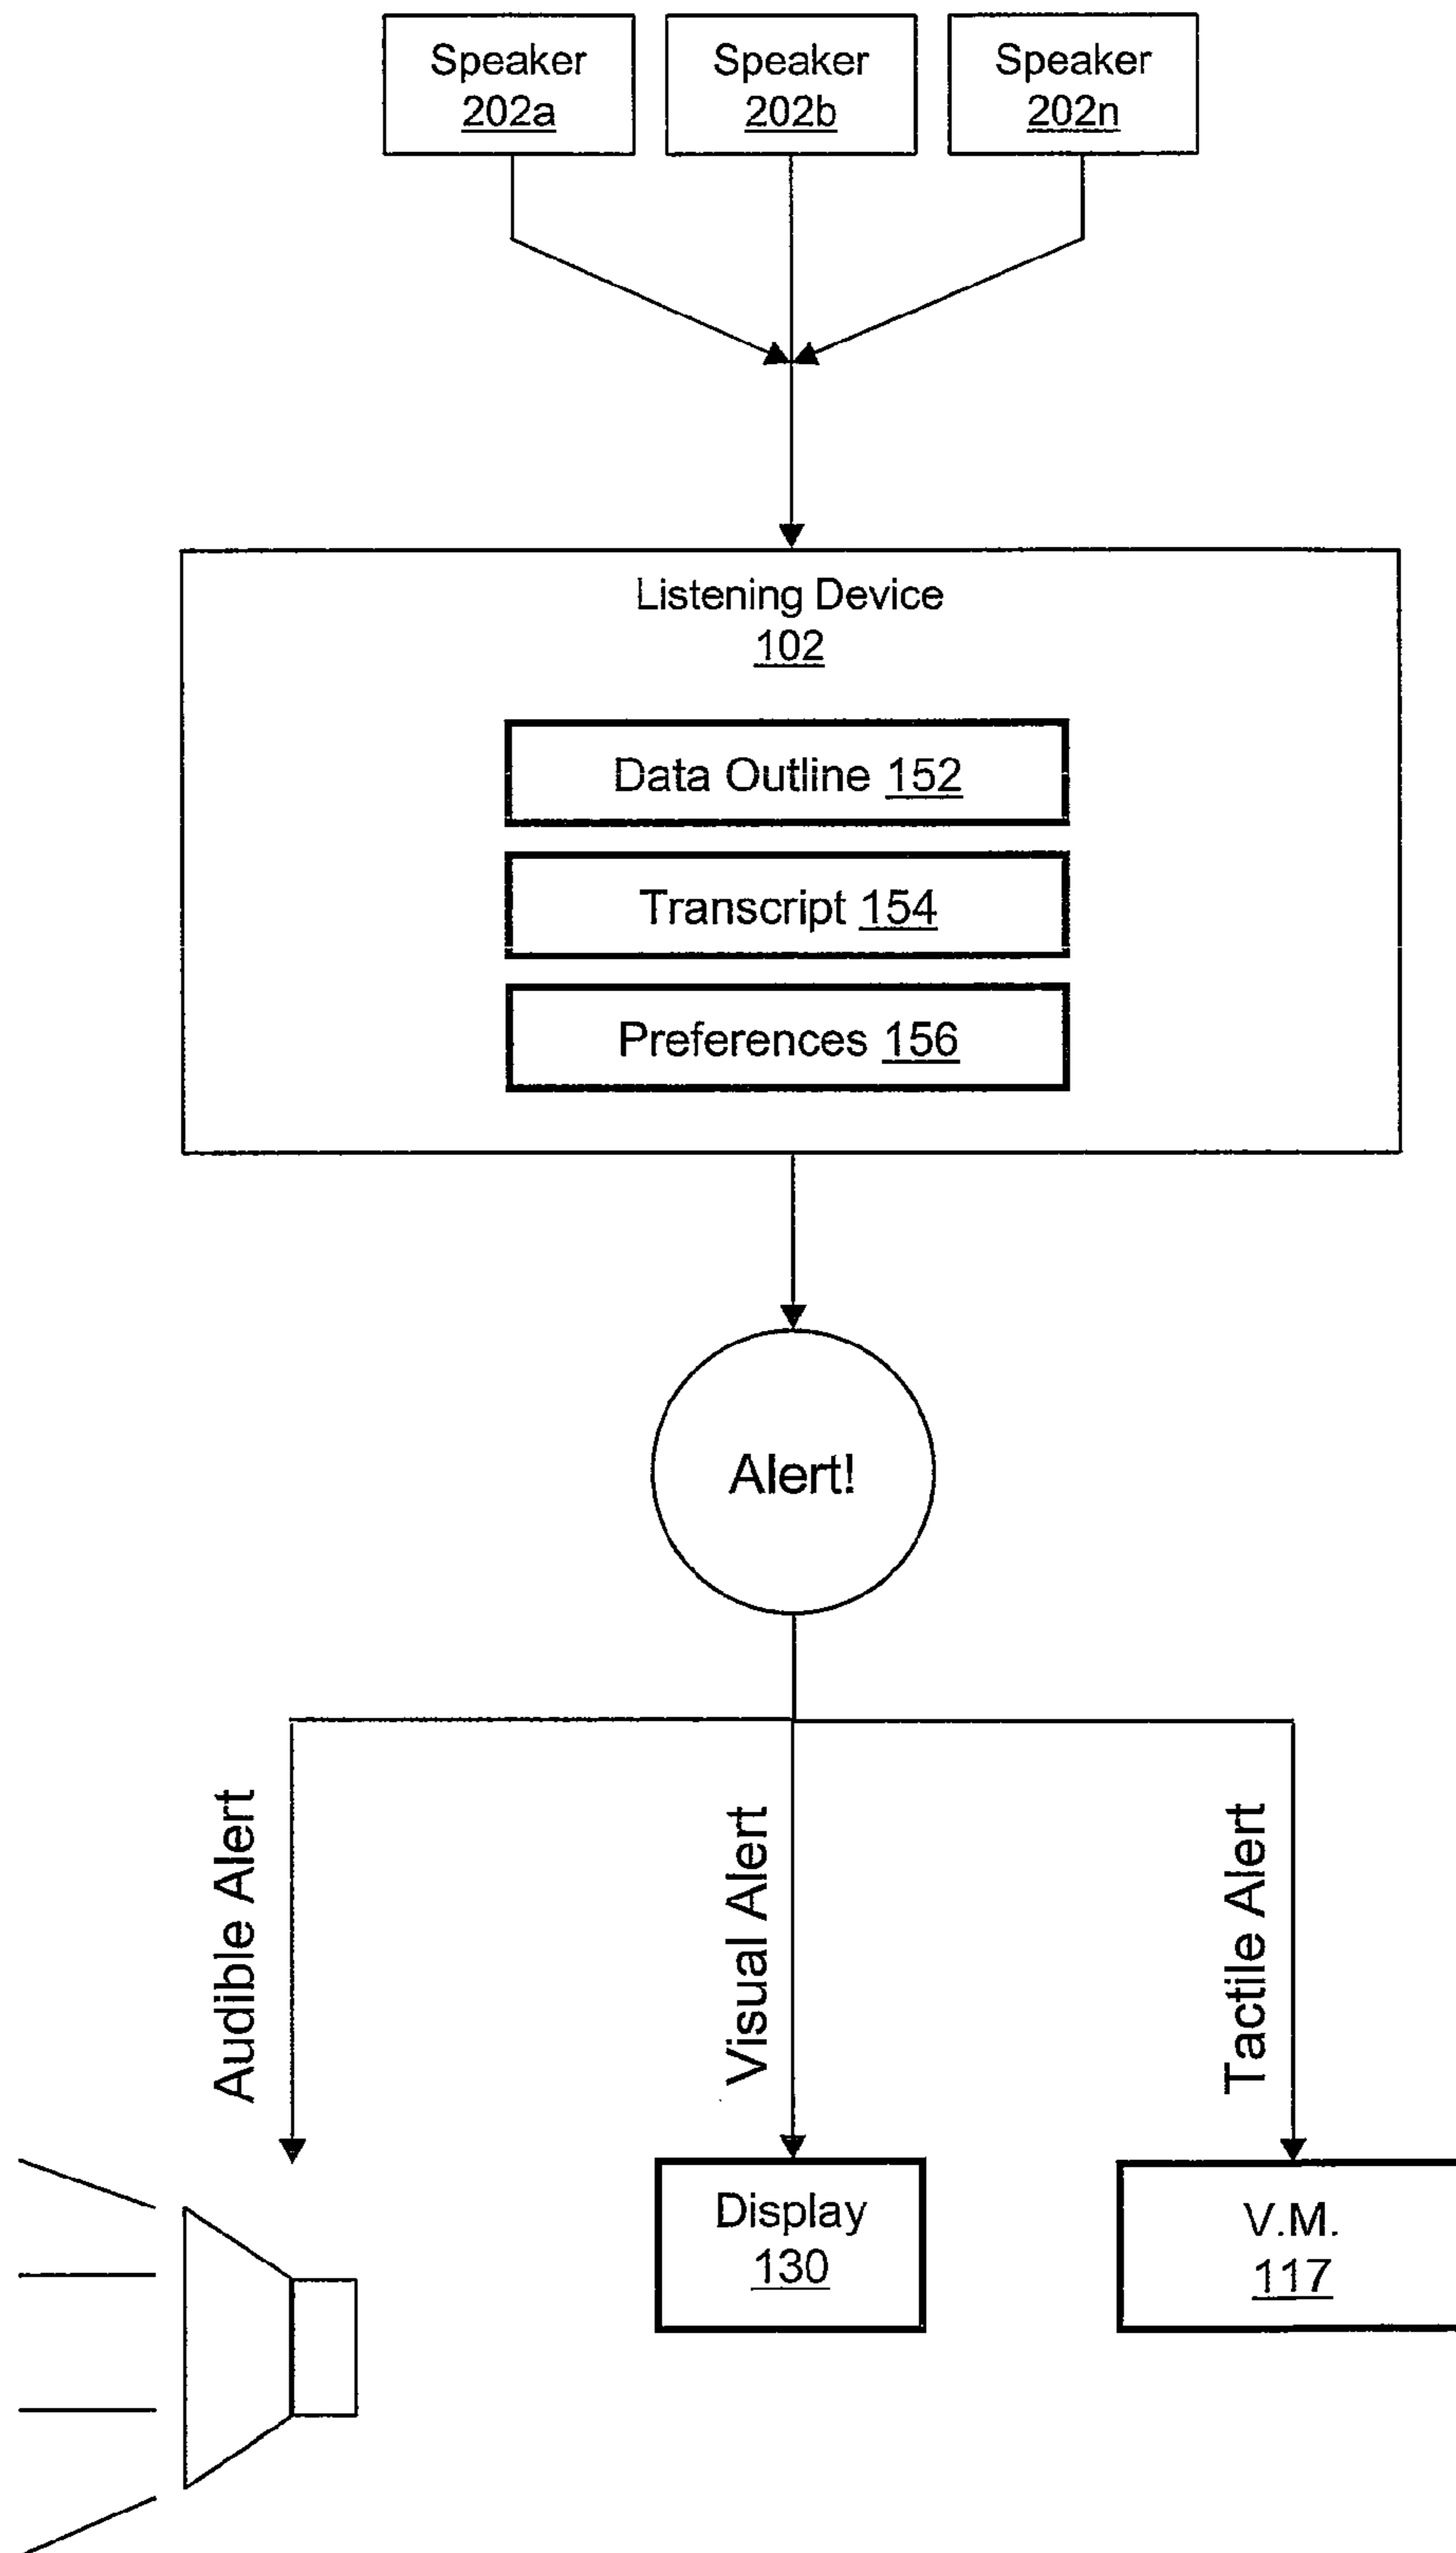 Speaker
202a
Speaker
202b
Speaker
202n
Listening Device
102
Data Outline 152
Transcript 154
Preferences 156
Alert!
Audible Alert
Visual Alert
Tactile Alert
Display
130
V.M.
117